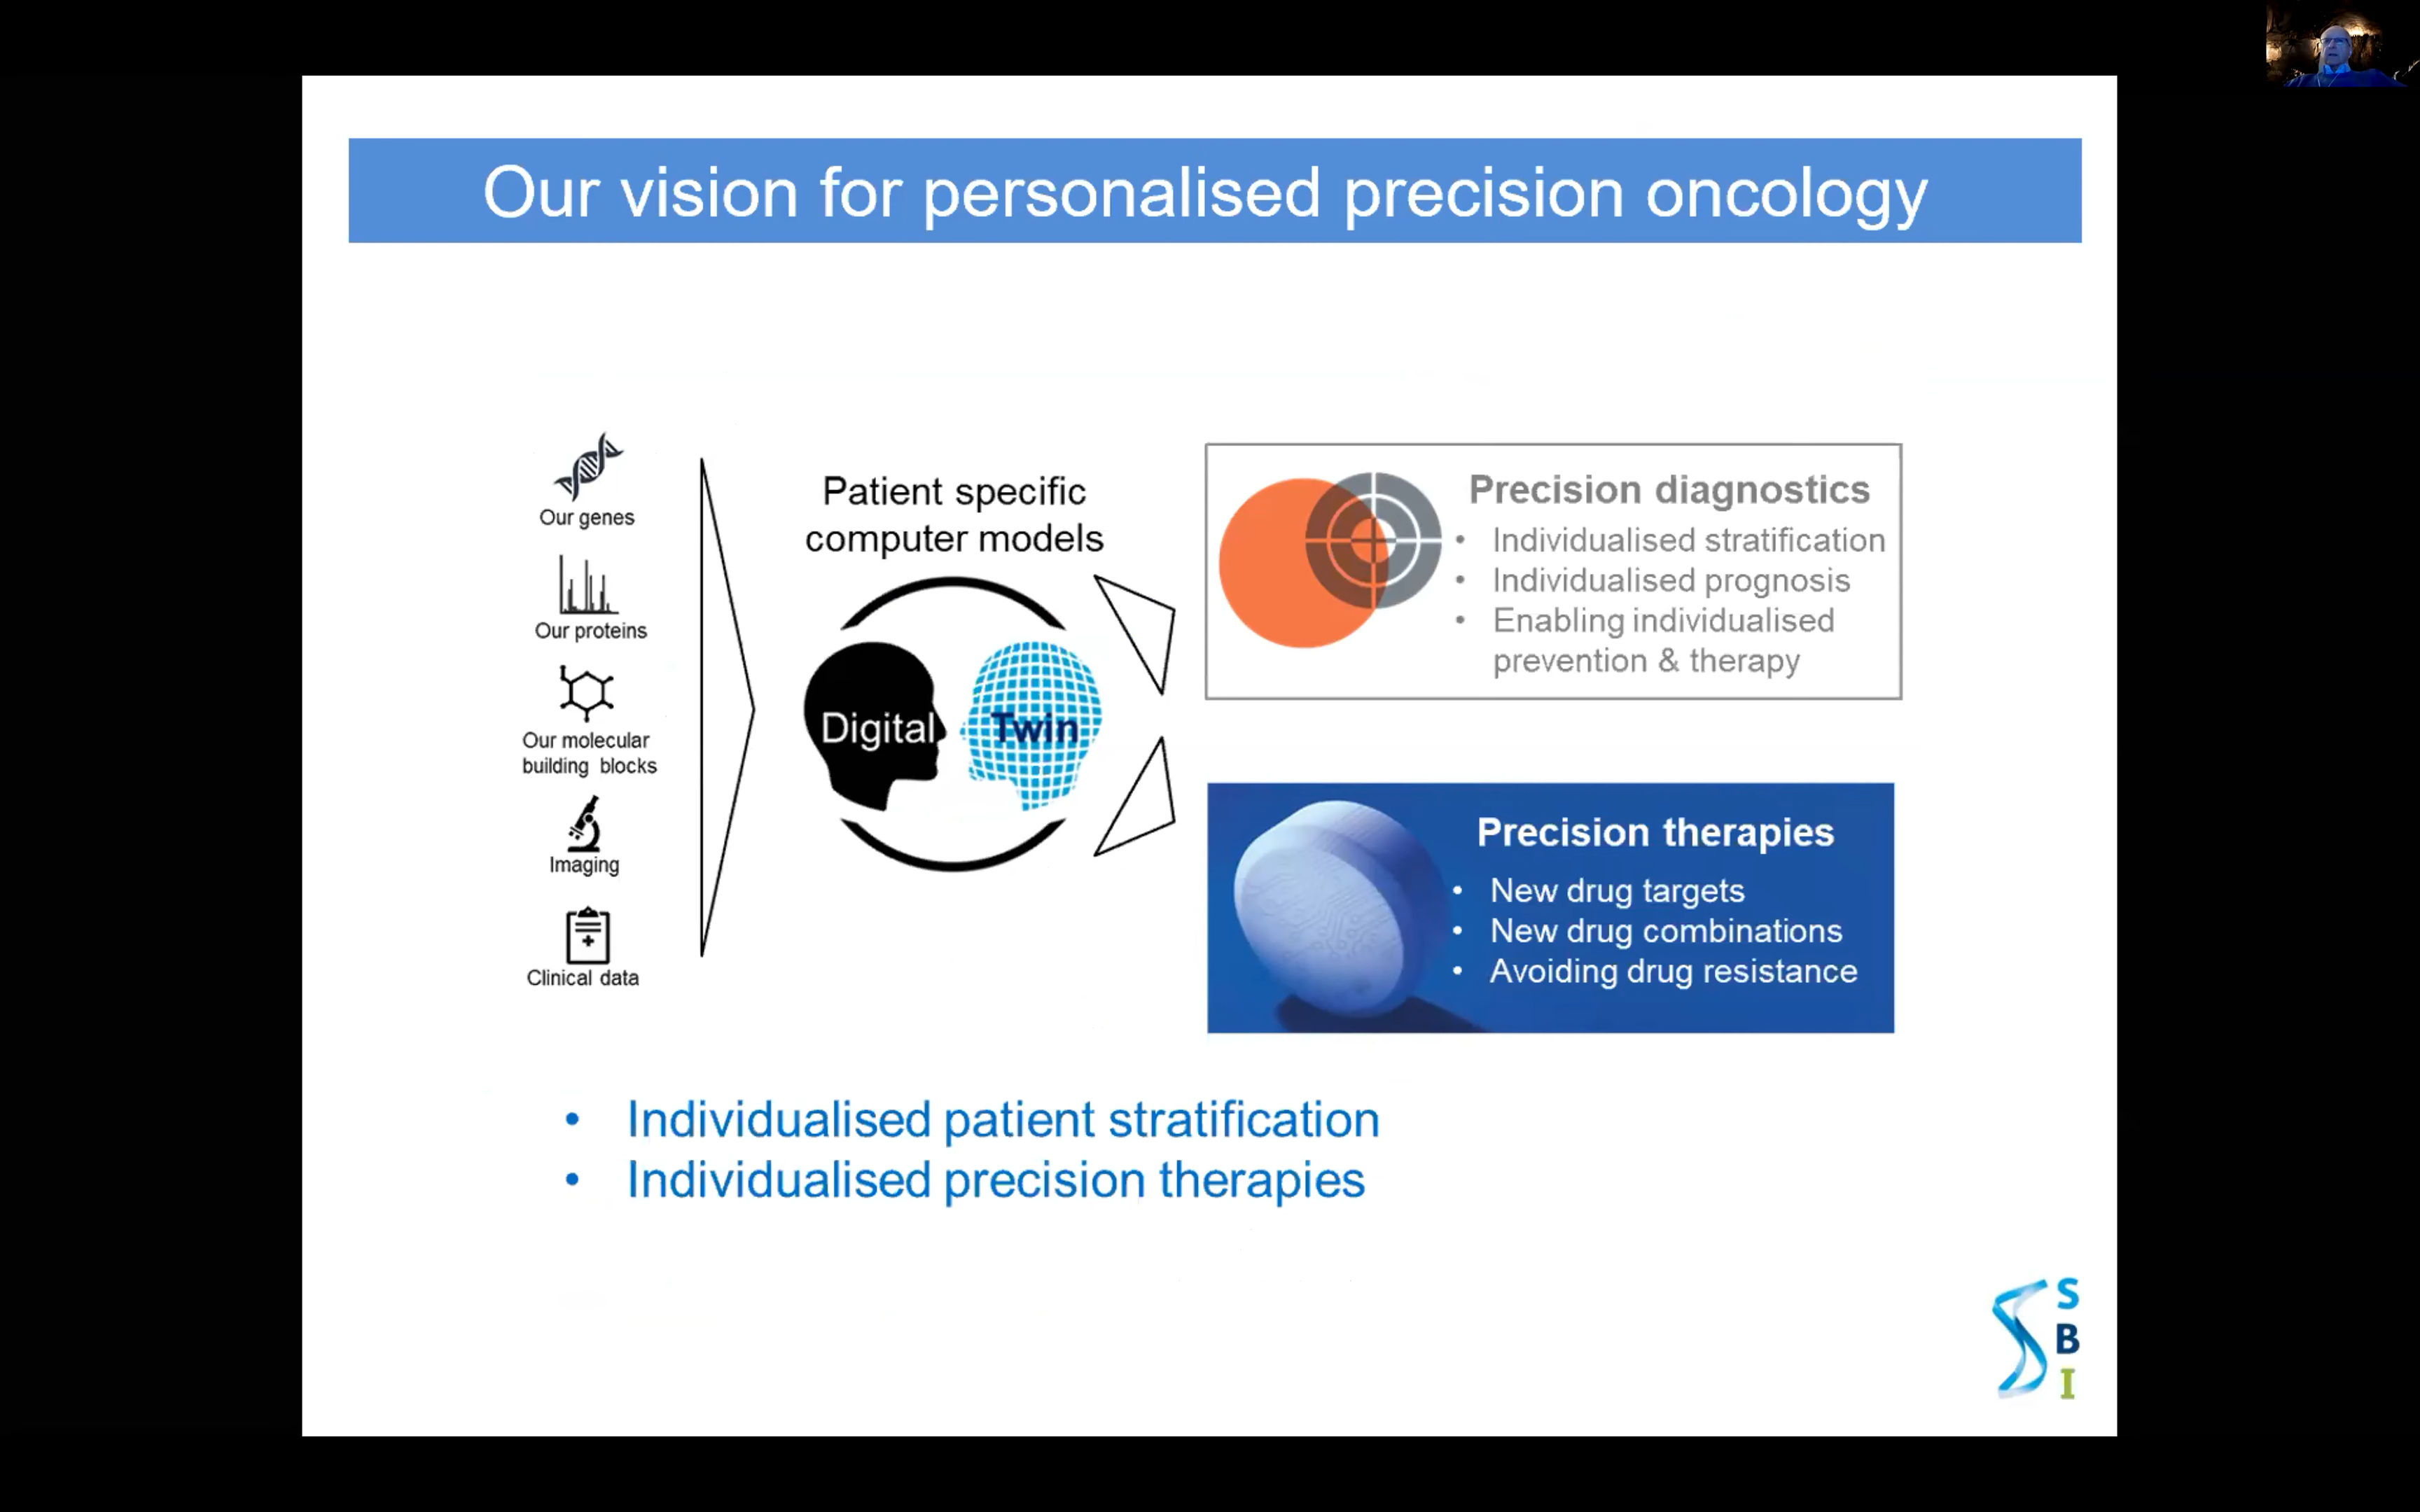 Our vision for personalised precision oncology
Our genes
Our proteins
Our molecular
building blocks
Imaging
Clinical data
Patient specific
computer models
Digital Twin
Precision diagnostics
• Individualised stratification
• Individualised prognosis
• Enabling individualised
prevention & therapy
Precision therapies
• New drug targets
• New drug combinations
• Avoiding drug resistance
• Individualised patient stratification
• Individualised precision therapies
S
B
I